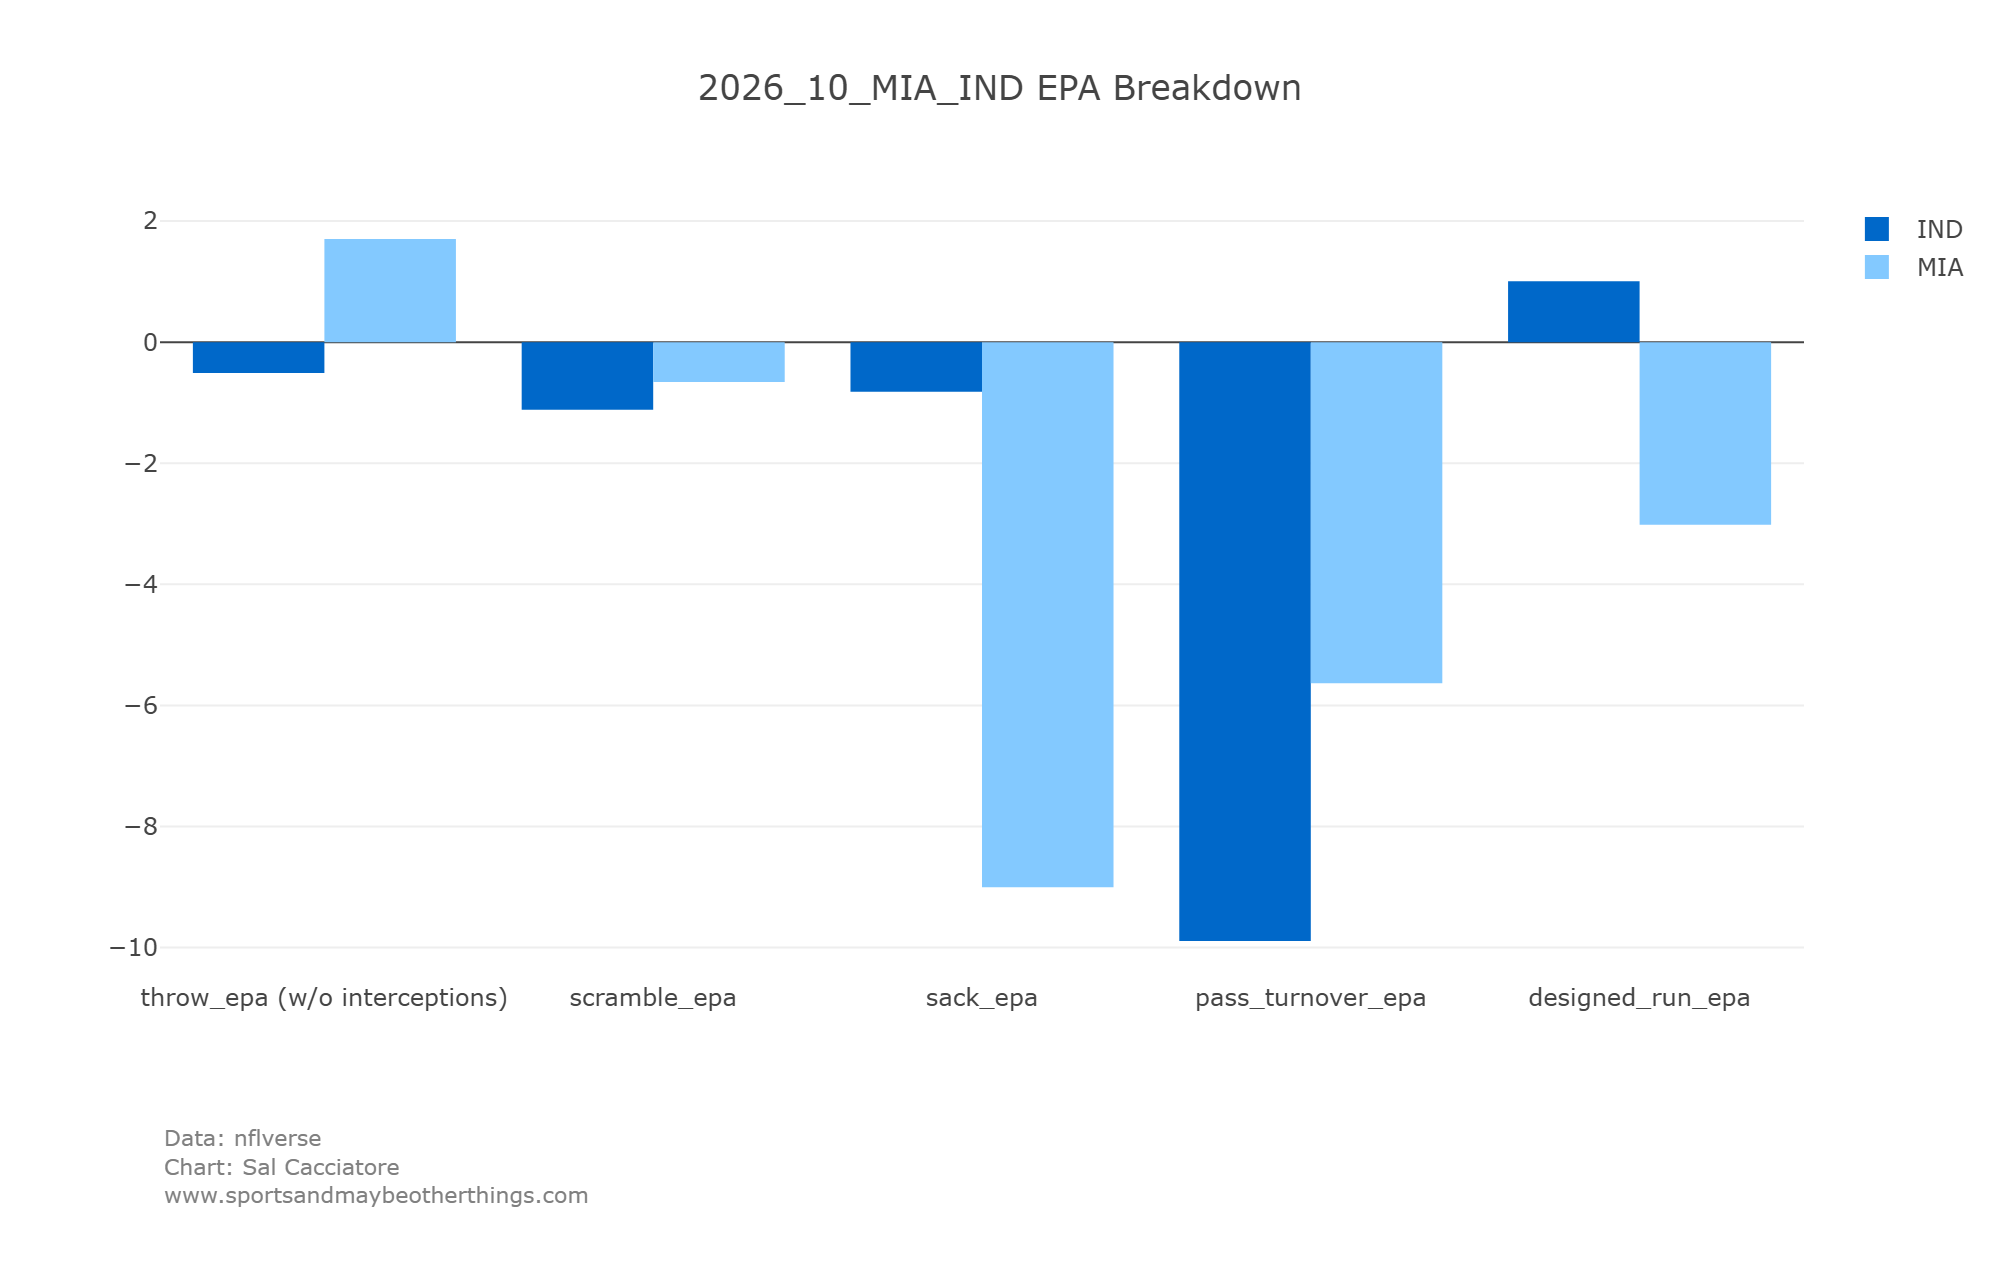 2026_10_MIA_IND EPA Breakdown
2
0
−2
−4
−6
−8
−10
IND
MIA
throw_epa (w/o interceptions)
scramble_epa
sack_epa
pass_turnover_epa
designed_run_epa
Data: nflverse
Chart: Sal Cacciatore
www.sportsandmaybeotherthings.com